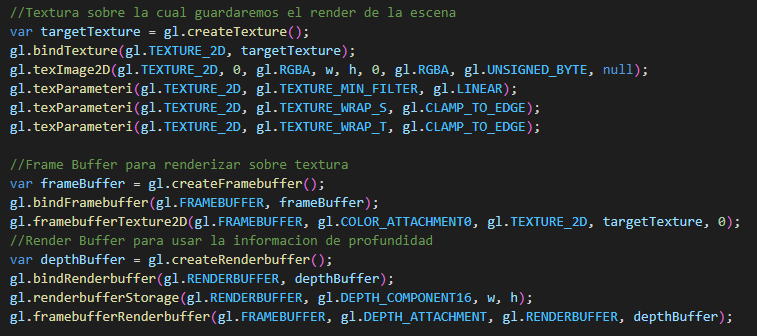 //Textura sobre la cual guardaremos el render de la escena
var targetTexture = gl.createTexture();
gl.bindTexture(gl.TEXTURE_2D, targetTexture);
gl.texImage2D(gl.TEXTURE_2D, 0, gl.RGBA, w, h, 0, gl.RGBA, gl.UNSIGNED_BYTE, null);
gl.texParameteri(gl.TEXTURE_2D, gl.TEXTURE_MIN_FILTER, gl.LINEAR);
gl.texParameteri(gl.TEXTURE_2D, gl.TEXTURE_WRAP_S, gl.CLAMP_TO_EDGE);
gl.texParameteri(gl.TEXTURE_2D, gl.TEXTURE_WRAP_T, gl.CLAMP_TO_EDGE);

//Frame Buffer para renderizar sobre textura
var frameBuffer = gl.createFramebuffer();
gl.bindFramebuffer(gl.FRAMEBUFFER, frameBuffer);
gl.framebufferTexture2D(gl.FRAMEBUFFER, gl.COLOR_ATTACHMENT0, gl.TEXTURE_2D, targetTexture, 0);
//Render Buffer para usar la informacion de profundidad
var depthBuffer = gl.createRenderbuffer();
gl.bindRenderbuffer(gl.RENDERBUFFER, depthBuffer);
gl.renderbufferStorage(gl.RENDERBUFFER, gl.DEPTH_COMPONENT16, w, h);
gl.framebufferRenderbuffer(gl.FRAMEBUFFER, gl.DEPTH_ATTACHMENT, gl.RENDERBUFFER, depthBuffer);